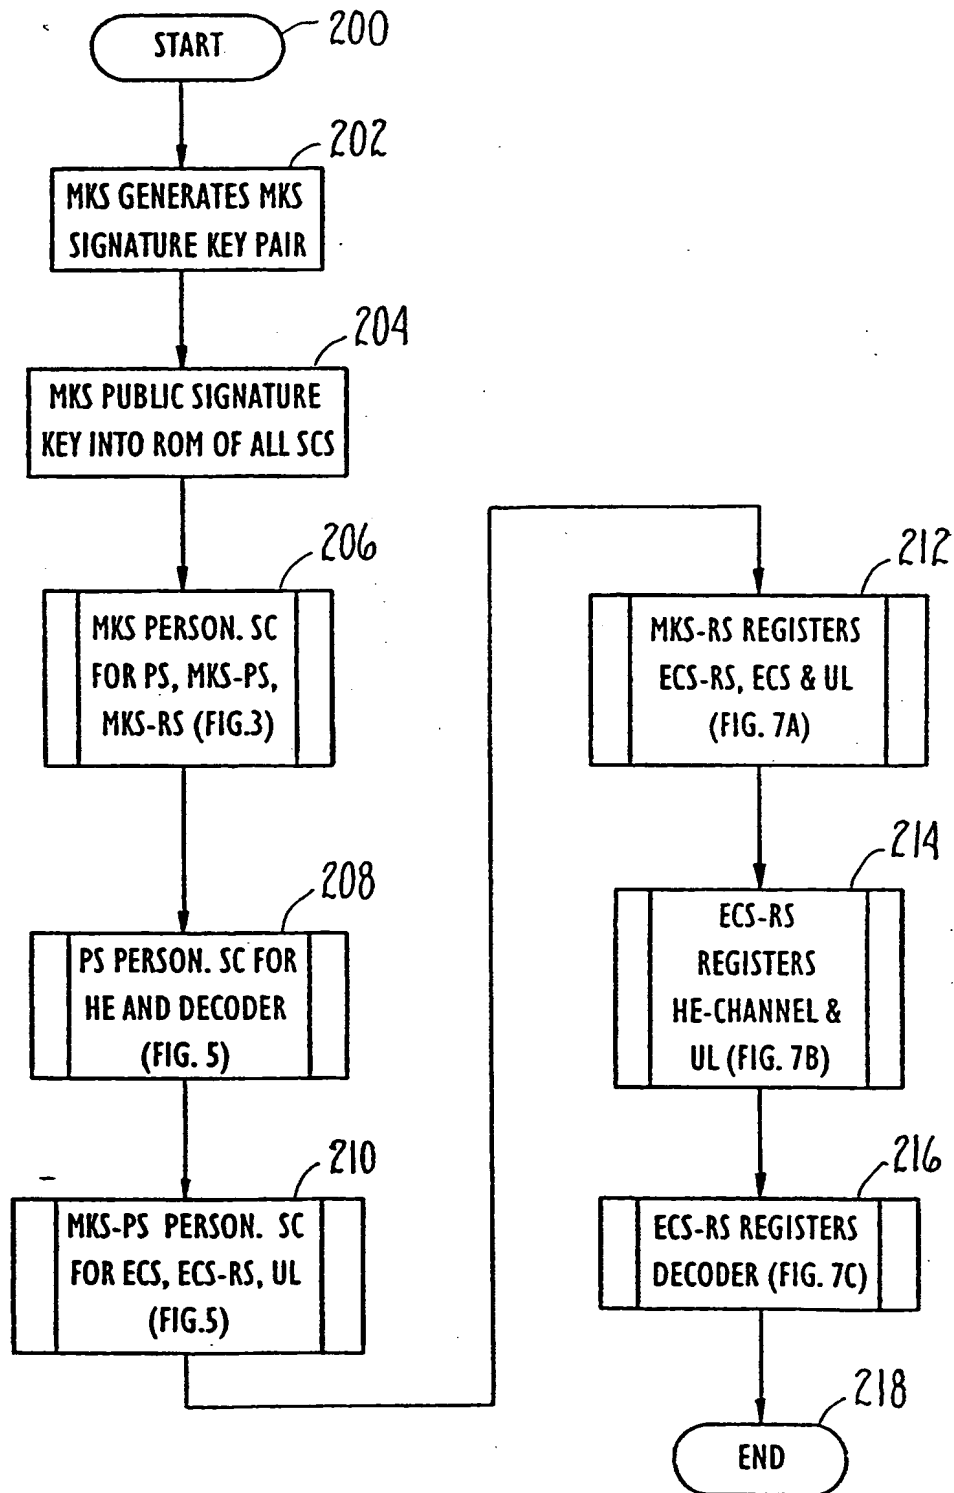 START
200
202
MKS GENERATES MKS
SIGNATURE KEY PAIR
204
MKS PUBLIC SIGNATURE
KEY INTO ROM OF ALL SCS
206
MKS PERSON. SC
FOR PS, MKS-PS,
MKS-RS (FIG.3)
208
PS PERSON. SC FOR
HE AND DECODER
(FIG. 5)
210
MKS-PS PERSON. SC
FOR ECS, ECS-RS, UL
(FIG.5)
212
MKS-RS REGISTERS
ECS-RS, ECS & UL
(FIG. 7A)
214
ECS-RS
REGISTERS
HE-CHANNEL &
UL (FIG. 7B)
216
ECS-RS REGISTERS
DECODER (FIG. 7C)
218
END